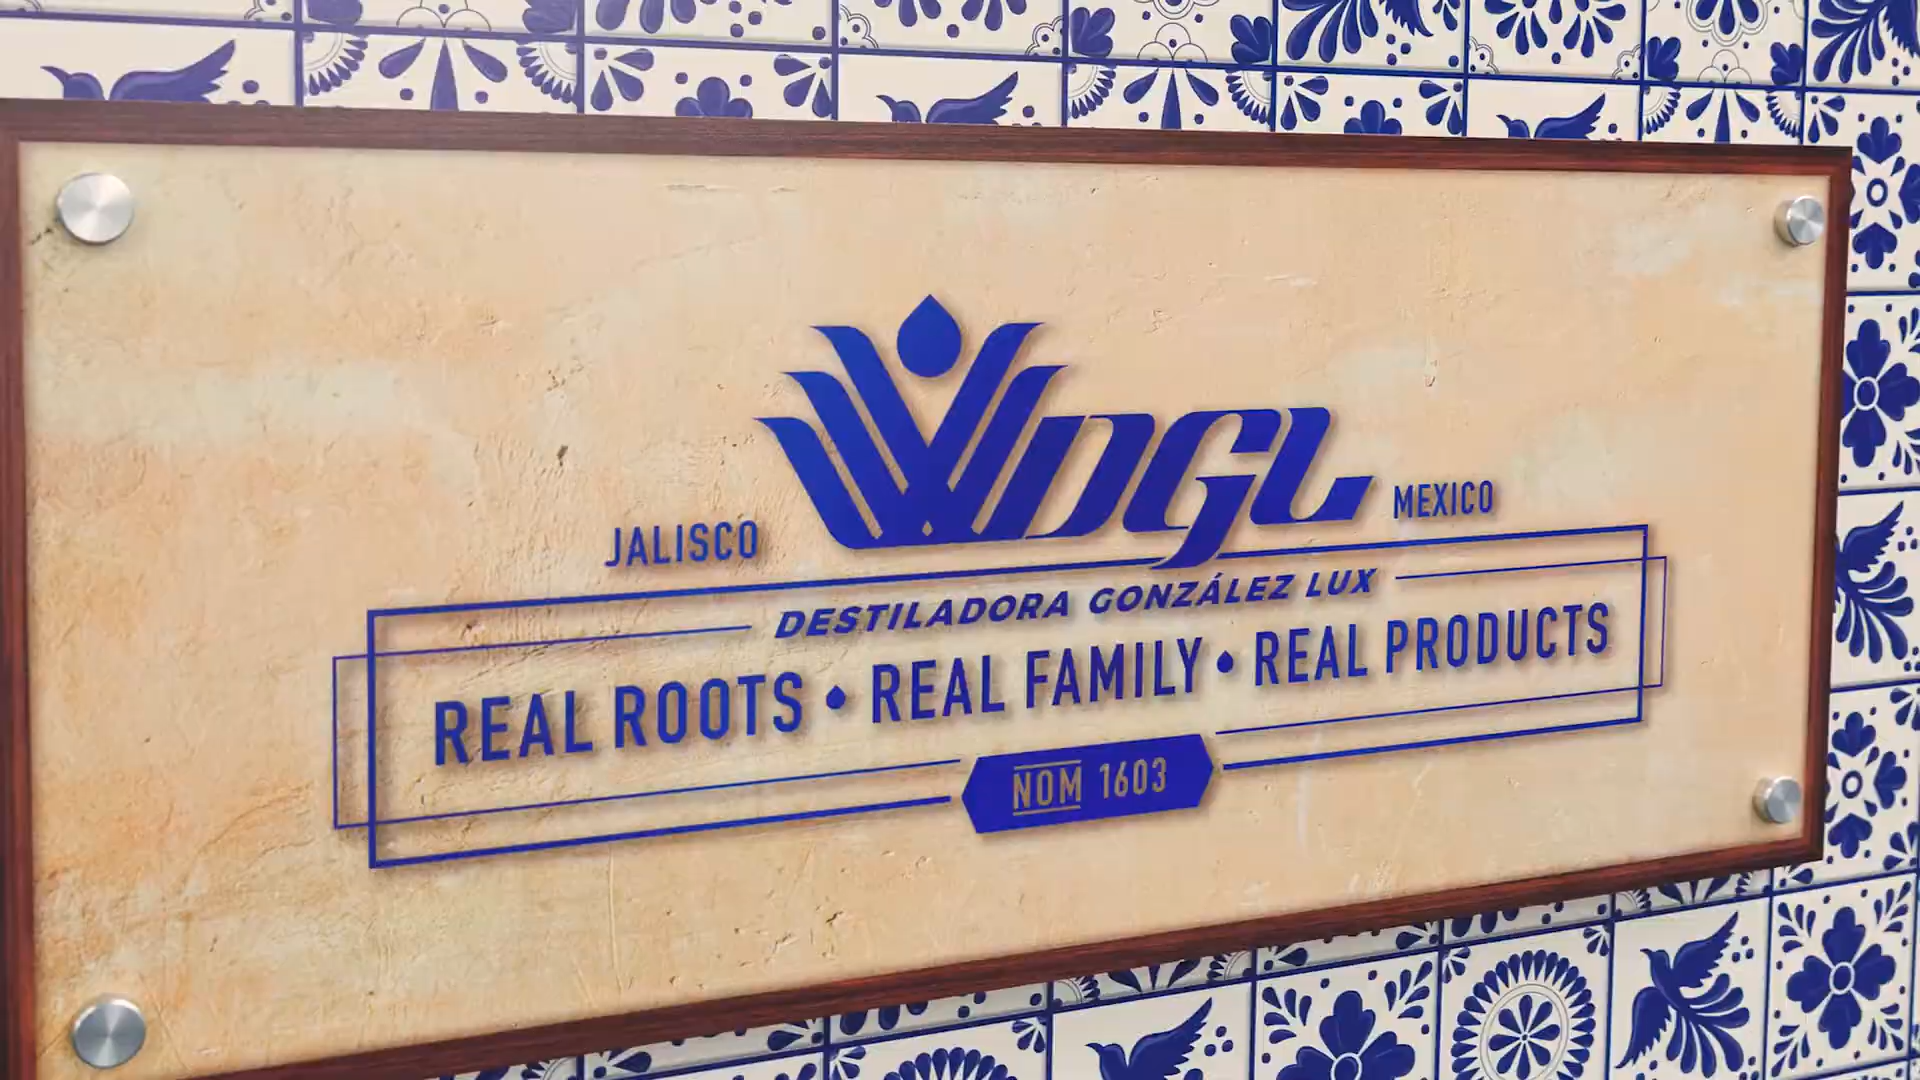 DGL
JALISCO
MEXICO
DESTILADORA GONZÁLEZ LUX
REAL ROOTS • REAL FAMILY • REAL PRODUCTS
NOM 1603